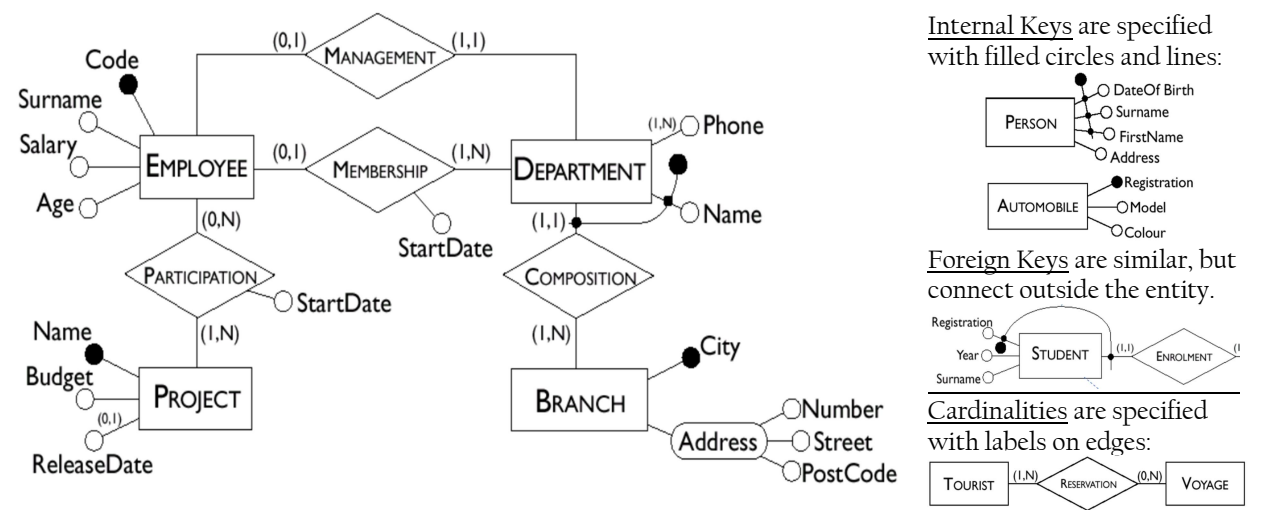 (0,1)
MANAGEMENT
(1,1)
Code
Surname
Salary
Age
EMPLOYEE
(0,1)
MEMBERSHIP
(1,N)
StartDate
DEPARTMENT
(1,N)
Phone
Name
(0,N)
PARTICIPATION
StartDate
(1,N)
(1,1)
COMPOSITION
(1,N)
Name
Budget
(0,1)
ReleaseDate
PROJECT
BRANCH
City
Address
Number
Street
PostCode
Internal Keys are specified
with filled circles and lines:
PERSON
DateOf Birth
Surname
FirstName
Address
AUTOMOBILE
Registration
Model
Colour
Foreign Keys are similar, but
connect outside the entity.
Registration
Year
Surname
STUDENT
(1,1)
ENROLMENT
(1
Cardinalities are specified
with labels on edges:
TOURIST
(1,N)
RESERVATION
(0,N)
VOYAGE